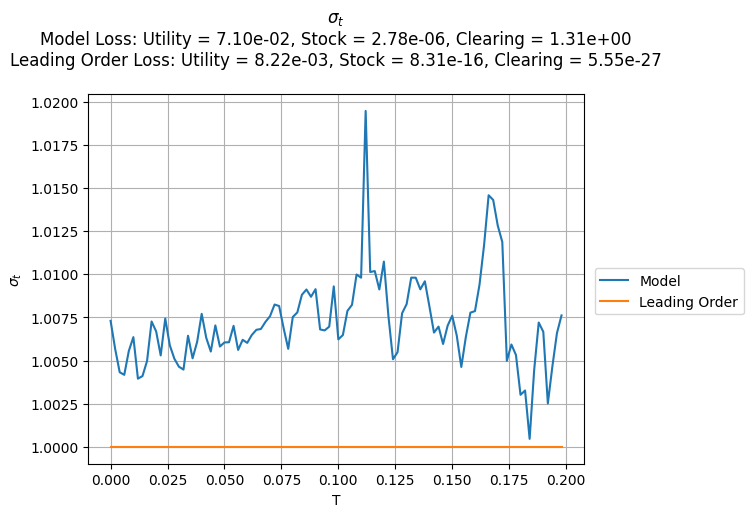 σt
Model Loss: Utility = 7.10e-02, Stock = 2.78e-06, Clearing = 1.31e+00
Leading Order Loss: Utility = 8.22e-03, Stock = 8.31e-16, Clearing = 5.55e-27
1.0200
1.0175
1.0150
1.0125
1.0100
1.0075
1.0050
1.0025
1.0000
σt
Model
Leading Order
0.000 0.025 0.050 0.075 0.100 0.125 0.150 0.175 0.200
T